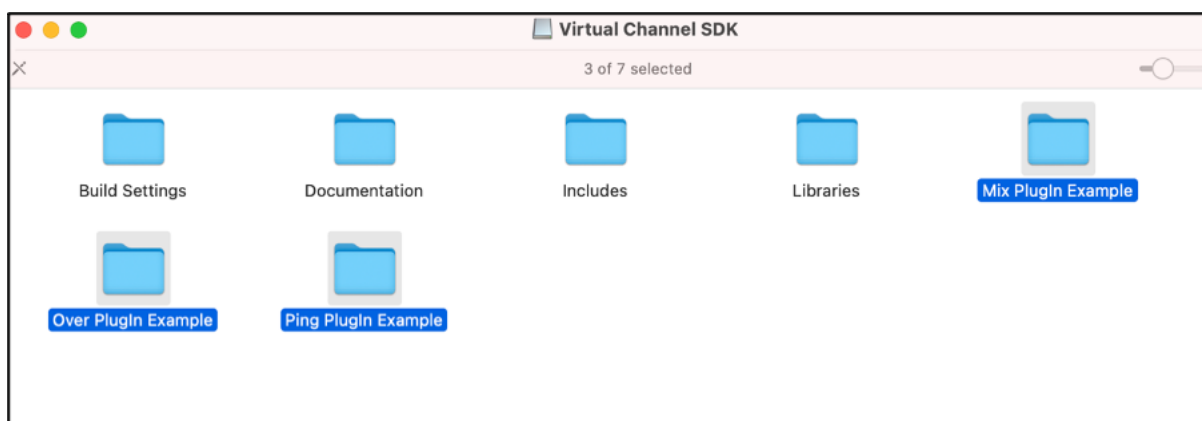 Virtual Channel SDK
3 of 7 selected
Build Settings
Documentation
Includes
Libraries
Mix PlugIn Example
Over PlugIn Example
Ping PlugIn Example